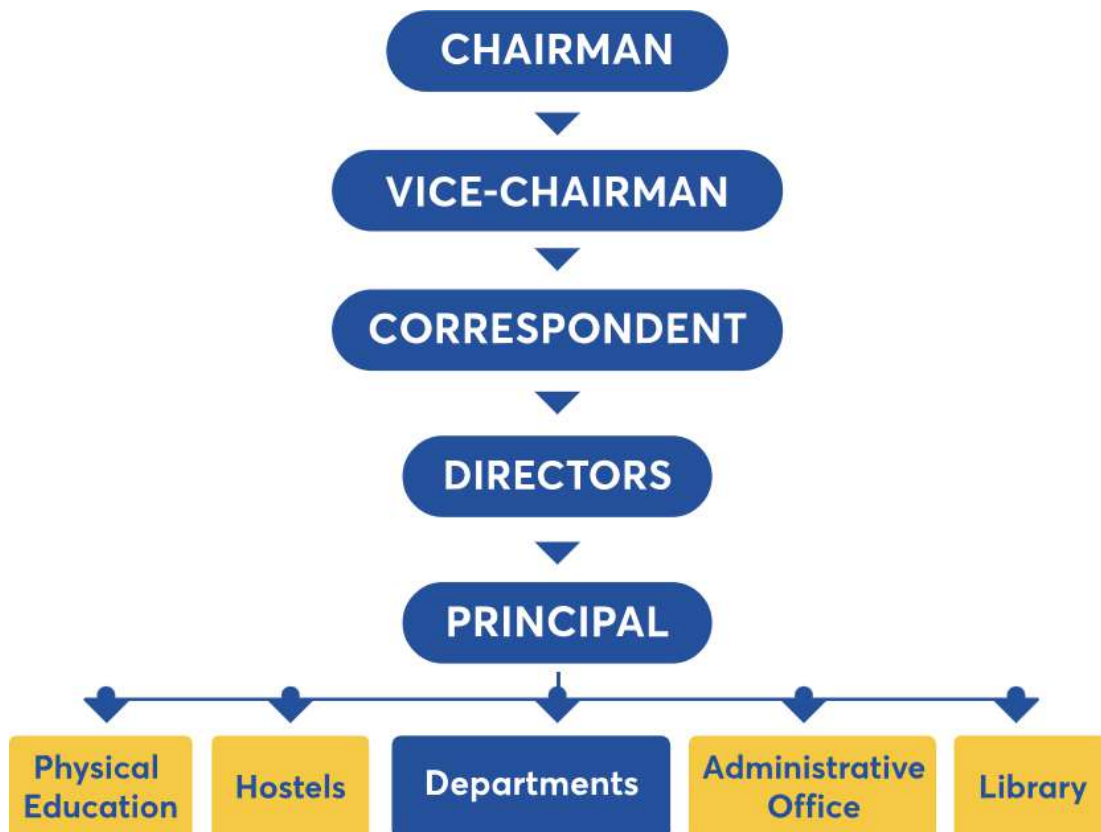 CHAIRMAN
VICE-CHAIRMAN
CORRESPONDENT
DIRECTORS
PRINCIPAL
Physical
Education
Hostels
Departments
Administrative
Office
Library